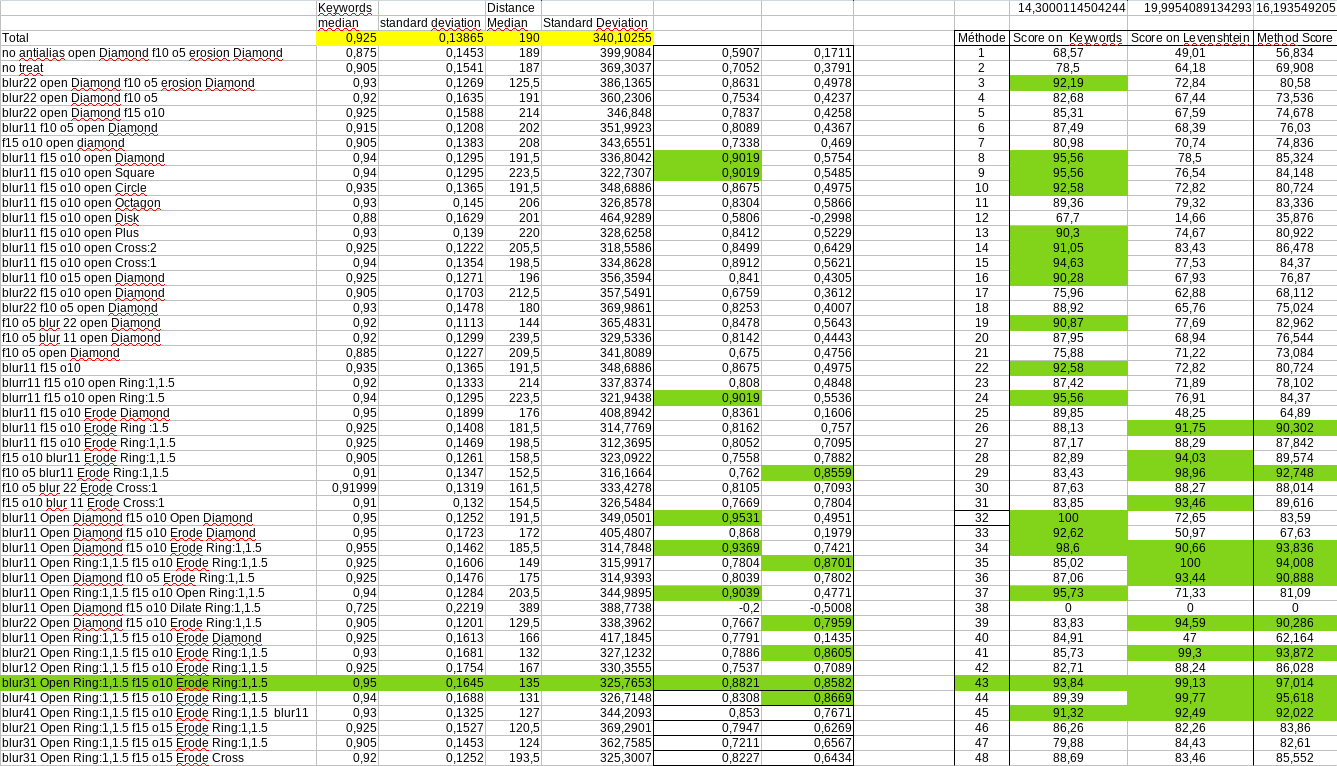 Keywords Distance 14,3000114504244 19,9954089134293 16,193549205
median standard deviation Median Standard Deviation
Total 0,925 0,13865 190 340,10255 Méthode Score on Keywords Score on Levenshtein Method Score
no antialias open Diamond f10 o5 erosion Diamond 0,875 0,1453 189 399,9084 0,5907 0,1711 1 68,57 49,01 56,834
no treat 0,905 0,1541 187 369,3037 0,7052 0,3791 2 78,5 64,18 69,908
blur22 open Diamond f10 o5 erosion Diamond 0,93 0,1269 125,5 386,1365 0,8631 0,4978 3 92,19 72,84 80,58
blur22 open Diamond f10 o5 0,92 0,1635 191 360,2306 0,7534 0,4237 4 82,68 67,44 73,536
blur22 open Diamond f15 o10 0,925 0,1588 214 346,848 0,7837 0,4258 5 85,31 67,59 74,678
blur11 f10 o5 open Diamond 0,915 0,1208 202 351,9923 0,8089 0,4367 6 87,49 68,39 76,03
f15 o10 open diamond 0,905 0,1383 208 343,6551 0,7338 0,469 7 80,98 70,74 74,836
blur11 f15 o10 open Diamond 0,94 0,1295 191,5 336,8042 0,9019 0,5754 8 95,56 78,5 85,324
blur11 f15 o10 open Square 0,94 0,1295 223,5 322,7307 0,9019 0,5485 9 95,56 76,54 84,148
blur11 f15 o10 open Circle 0,935 0,1365 191,5 348,6886 0,8675 0,4975 10 92,58 72,82 80,724
blur11 f15 o10 open Octagon 0,93 0,145 206 326,8578 0,8304 0,5866 11 89,36 79,32 83,336
blur11 f15 o10 open Disk 0,88 0,1629 201 464,9289 0,5806 -0,2998 12 67,7 14,66 35,876
blur11 f15 o10 open Plus 0,93 0,139 220 328,6258 0,8412 0,5229 13 90,3 74,67 80,922
blur11 f15 o10 open Cross:2 0,925 0,1222 205,5 318,5586 0,8499 0,6429 14 91,05 83,43 86,478
blur11 f15 o10 open Cross:1 0,94 0,1354 198,5 334,8628 0,8912 0,5621 15 94,63 77,53 84,37
blur11 f10 o15 open Diamond 0,925 0,1271 196 356,3594 0,841 0,4305 16 90,28 67,93 76,87
blur22 f15 o10 open Diamond 0,905 0,1703 212,5 357,5491 0,6759 0,3612 17 75,96 62,88 68,112
blur22 f10 o5 open Diamond 0,93 0,1478 180 369,9861 0,8253 0,4007 18 88,92 65,76 75,024
f10 o5 blur 22 open Diamond 0,92 0,1113 144 365,4831 0,8478 0,5643 19 90,87 77,69 82,962
f10 o5 blur 11 open Diamond 0,92 0,1299 239,5 329,5336 0,8142 0,4443 20 87,95 68,94 76,544
f10 o5 open Diamond 0,885 0,1227 209,5 341,8089 0,675 0,4756 21 75,88 71,22 73,084
blur11 f15 o10 0,935 0,1365 191,5 348,6886 0,8675 0,4975 22 92,58 72,82 80,724
blurr11 f15 o10 open Ring:1,1.5 0,92 0,1333 214 337,8374 0,808 0,4848 23 87,42 71,89 78,102
blurr11 f15 o10 open Ring:1.5 0,94 0,1295 223,5 321,9438 0,9019 0,5536 24 95,56 76,91 84,37
blur11 f15 o10 Erode Diamond 0,95 0,1899 176 408,8942 0,8361 0,1606 25 89,85 48,25 64,89
blur11 f15 o10 Erode Ring :1.5 0,925 0,1408 181,5 314,7769 0,8162 0,757 26 88,13 91,75 90,302
blur11 f15 o10 Erode Ring:1,1.5 0,925 0,1469 198,5 312,3695 0,8052 0,7095 27 87,17 88,29 87,842
f15 o10 blur11 Erode Ring:1,1.5 0,905 0,1261 158,5 323,0922 0,7558 0,7882 28 82,89 94,03 89,574
f10 o5 blur11 Erode Ring:1,1.5 0,91 0,1347 152,5 316,1664 0,762 0,8559 29 83,43 98,96 92,748
f10 o5 blur 22 Erode Cross:1 0,91999 0,1319 161,5 333,4278 0,8105 0,7093 30 87,63 88,27 88,014
f15 o10 blur 11 Erode Cross:1 0,91 0,132 154,5 326,5484 0,7669 0,7804 31 83,85 93,46 89,616
blur11 Open Diamond f15 o10 Open Diamond 0,95 0,1252 191,5 349,0501 0,9531 0,4951 32 100 72,65 83,59
blur11 Open Diamond f15 o10 Erode Diamond 0,95 0,1723 172 405,4807 0,868 0,1979 33 92,62 50,97 67,63
blur11 Open Diamond f15 o10 Erode Ring:1,1.5 0,955 0,1462 185,5 314,7848 0,9369 0,7421 34 98,6 90,66 93,836
blur11 Open Ring:1,1.5 f15 o10 Erode Ring:1,1.5 0,925 0,1606 149 315,9917 0,7804 0,8701 35 85,02 100 94,008
blur11 Open Diamond f10 o5 Erode Ring:1,1.5 0,925 0,1476 175 314,9393 0,8039 0,7802 36 87,06 93,44 90,888
blur11 Open Ring:1,1.5 f15 o10 Open Ring:1,1.5 0,94 0,1284 203,5 344,9895 0,9039 0,4771 37 95,73 71,33 81,09
blur11 Open Diamond f15 o10 Dilate Ring:1,1.5 0,725 0,2219 389 388,7738 -0,2 -0,5008 38 0 0 0
blur22 Open Diamond f15 o10 Erode Ring:1,1.5 0,905 0,1201 129,5 338,3962 0,7667 0,7959 39 83,83 94,59 90,286
blur11 Open Ring:1,1.5 f15 o10 Erode Diamond 0,925 0,1613 166 417,1845 0,7791 0,1435 40 84,91 47 62,164
blur21 Open Ring:1,1.5 f15 o10 Erode Ring:1,1.5 0,93 0,1681 132 327,1232 0,7886 0,8605 41 85,73 99,3 93,872
blur12 Open Ring:1,1.5 f15 o10 Erode Ring:1,1.5 0,925 0,1754 167 330,3555 0,7537 0,7089 42 82,71 88,24 86,028
blur31 Open Ring:1,1.5 f15 o10 Erode Ring:1,1.5 0,95 0,1645 135 325,7653 0,8821 0,8582 43 93,84 99,13 97,014
blur41 Open Ring:1,1.5 f15 o10 Erode Ring:1,1.5 0,94 0,1688 131 326,7148 0,8308 0,8669 44 89,39 99,77 95,618
blur41 Open Ring:1,1.5 f15 o10 Erode Ring:1,1.5 blur11 0,93 0,1325 127 344,2093 0,853 0,7671 45 91,32 92,49 92,022
blur21 Open Ring:1,1.5 f15 o15 Erode Ring:1,1.5 0,925 0,1527 120,5 369,2901 0,7947 0,6269 46 86,26 82,26 83,86
blur31 Open Ring:1,1.5 f15 o15 Erode Ring:1,1.5 0,905 0,1453 124 362,7585 0,7211 0,6567 47 79,88 84,43 82,61
blur31 Open Ring:1,1.5 f15 o15 Erode Cross 0,92 0,1252 193,5 325,3007 0,8227 0,6434 48 88,69 83,46 85,552